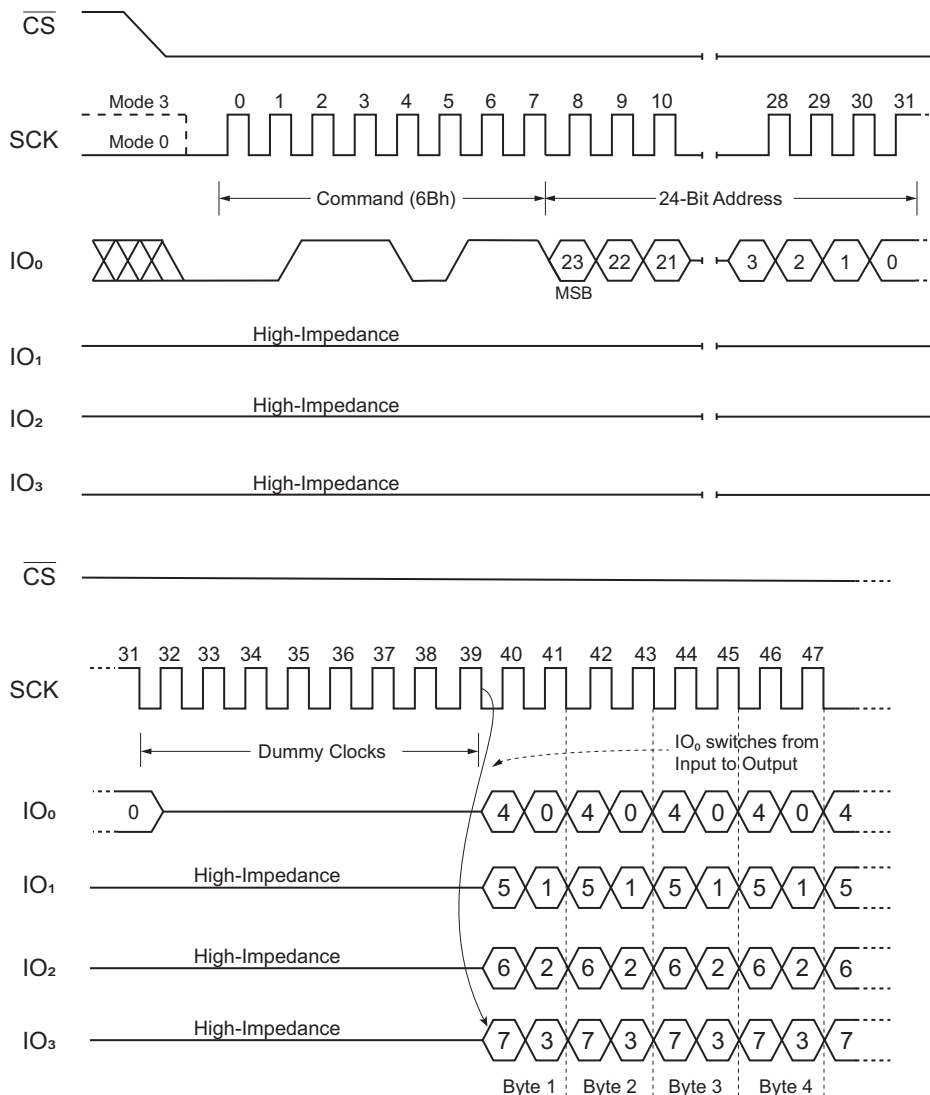 CS
Mode 3
0 1 2 3 4 5 6 7 8 9 10 28 29 30 31
SCK
Mode 0
Command (6Bh)
24-Bit Address
IO₀
23 22 21 3 2 1 0
MSB
High-Impedance
IO₁
High-Impedance
IO₂
High-Impedance
IO₃
CS
31 32 33 34 35 36 37 38 39 40 41 42 43 44 45 46 47
SCK
Dummy Clocks
IO₀ switches from
Input to Output
IO₀
0 4 0 4 0 4 0 4 0 4
IO₁
High-Impedance
5 1 5 1 5 1 5 1 5
IO₂
High-Impedance
6 2 6 2 6 2 6 2 6
IO₃
High-Impedance
7 3 7 3 7 3 7 3 7
Byte 1 Byte 2 Byte 3 Byte 4